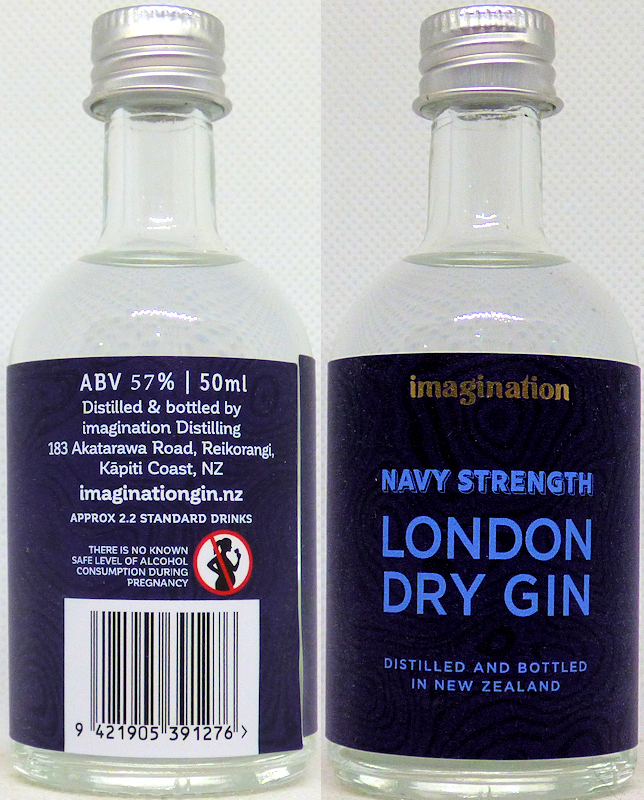 ABV 57% | 50ml
Distilled & bottled by
imagination Distilling
183 Akatarawa Road, Reikorangi,
Kāpiti Coast, NZ
imaginationgin.nz
APPROX 2.2 STANDARD DRINKS
THERE IS NO KNOWN
SAFE LEVEL OF ALCOHOL
CONSUMPTION DURING
PREGNANCY
9 421905 391276 >
imagination
NAVY STRENGTH
LONDON
DRY GIN
DISTILLED AND BOTTLED
IN NEW ZEALAND